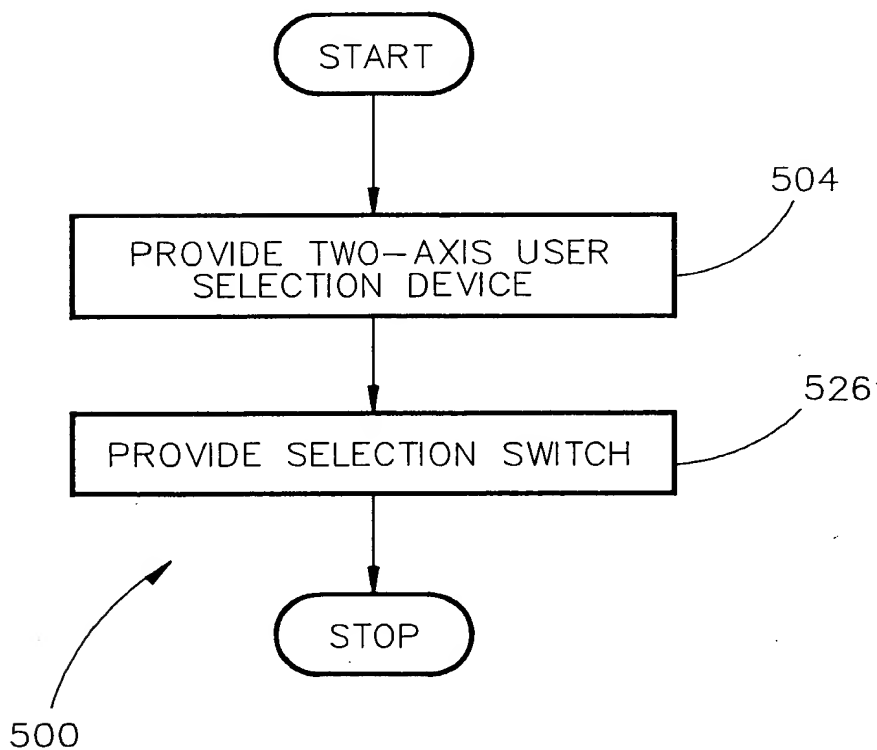 START
504
PROVIDE TWO-AXIS USER
SELECTION DEVICE
526
PROVIDE SELECTION SWITCH
STOP
500